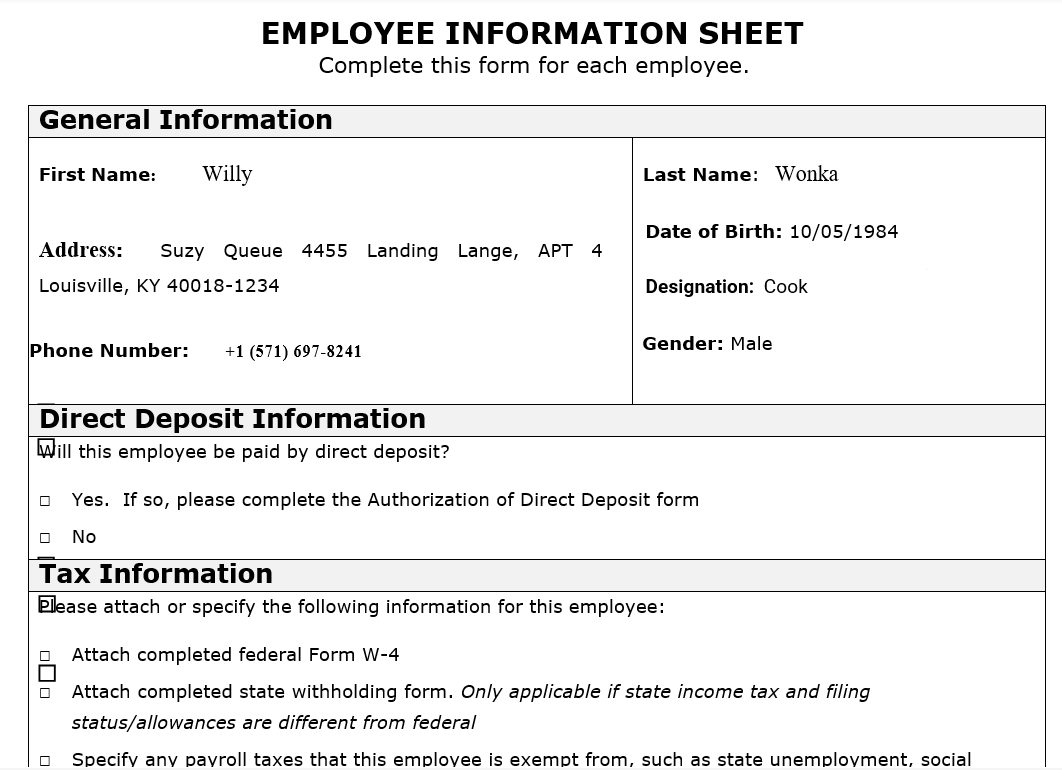 EMPLOYEE INFORMATION SHEET
Complete this form for each employee.
General Information
First Name: Willy
Last Name: Wonka
Date of Birth: 10/05/1984
Address: Suzy Queue 4455 Landing Lange, APT 4
Louisville, KY 40018-1234
Designation: Cook
Phone Number: +1 (571) 697-8241
Gender: Male
Direct Deposit Information
Will this employee be paid by direct deposit?
□ Yes. If so, please complete the Authorization of Direct Deposit form
□ No
Tax Information
Please attach or specify the following information for this employee:
□ Attach completed federal Form W-4
□ Attach completed state withholding form. Only applicable if state income tax and filing
status/allowances are different from federal
□ Specify any payroll taxes that this employee is exempt from, such as state unemployment, social